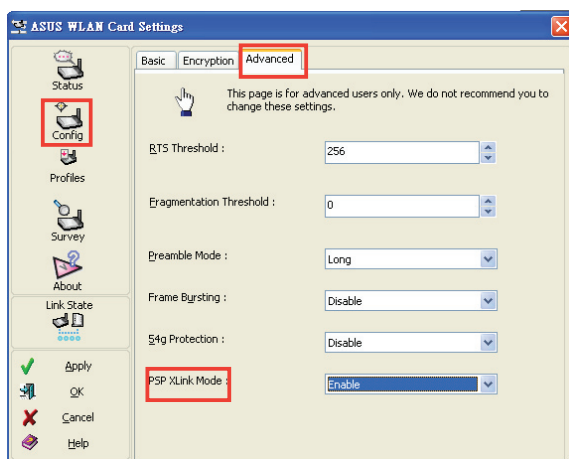 ASUS WLAN Card Settings
Status
Config
Profiles
Survey
About
Link State
Apply
OK
Cancel
Help
Basic Encryption Advanced
This page is for advanced users only. We do not recommend you to
change these settings.
RTS Threshold : 256
Fragmentation Threshold : 0
Preamble Mode : Long
Frame Bursting : Disable
54g Protection : Disable
PSP XLink Mode : Enable